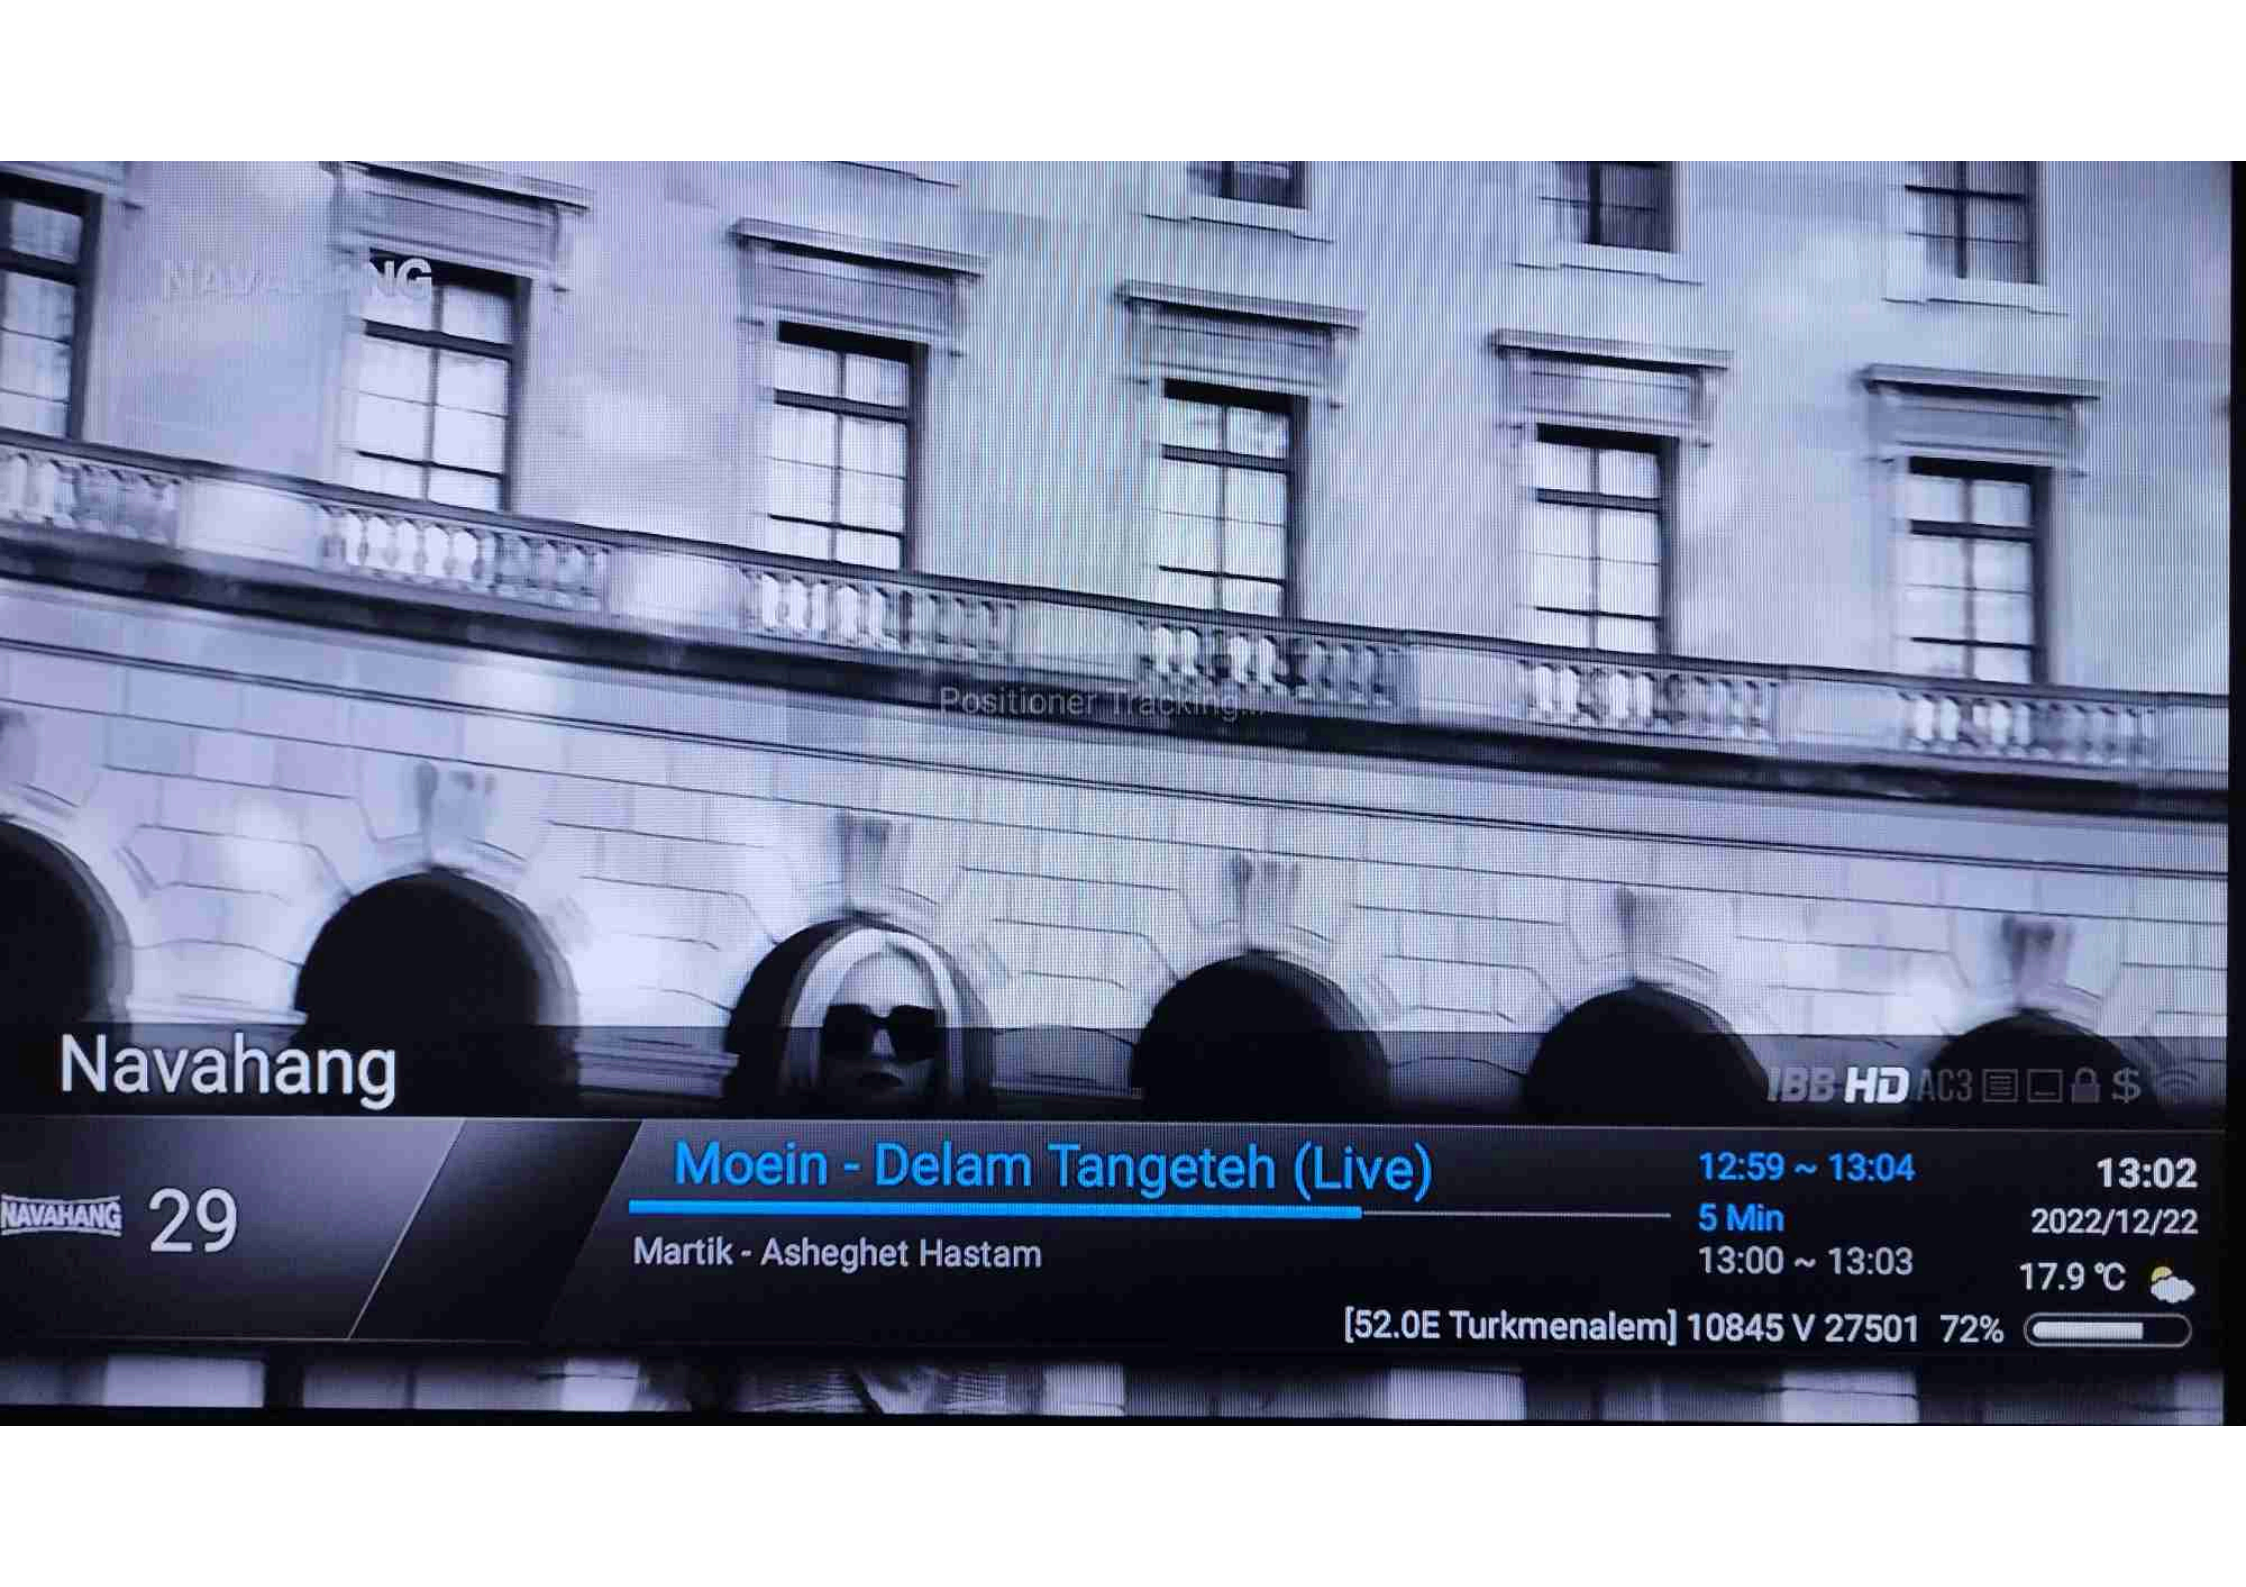 NAVAHANG
Positioner Tracking...
Navahang
HD AC3 $
NAVAHANG 29
Moein - Delam Tangeteh (Live)
12:59 ~ 13:04
13:02
5 Min
2022/12/22
Martik - Asheghet Hastam
13:00 ~ 13:03
17.9 °C
[52.0E Turkmenalem] 10845 V 27501 72%